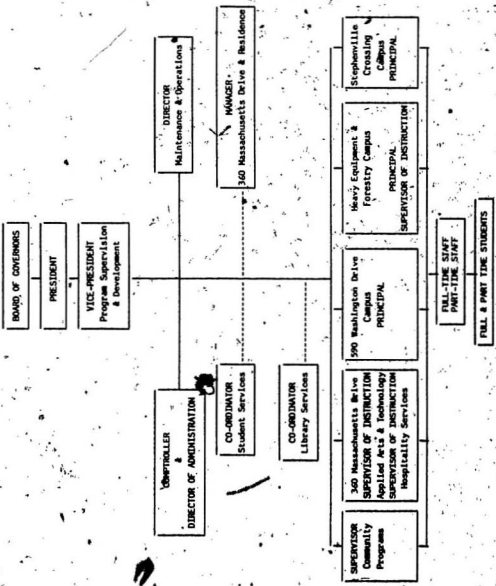 BOARD OF GOVERNORS
PRESIDENT
VICE-PRESIDENT
Program Supervision
& Development
COMPTROLLER
&
DIRECTOR OF ADMINISTRATION
DIRECTOR
Maintenance & Operations
CO-ORDINATOR
Student Services
MANAGER
360 Massachusetts Drive & Residence
CO-ORDINATOR
Library Services
SUPERVISOR
Community
Programs
360 Massachusetts Drive
SUPERVISOR OF INSTRUCTION
Applied Arts & Technology
SUPERVISOR OF INSTRUCTION
Hospitality Services
590 Washington Drive
Campus
PRINCIPAL
Heavy Equipment &
Forestry Campus
PRINCIPAL
SUPERVISOR OF INSTRUCTION
Stephenville
Crossing
Campus
PRINCIPAL
FULL-TIME STAFF
PART-TIME STAFF
FULL & PART TIME STUDENTS